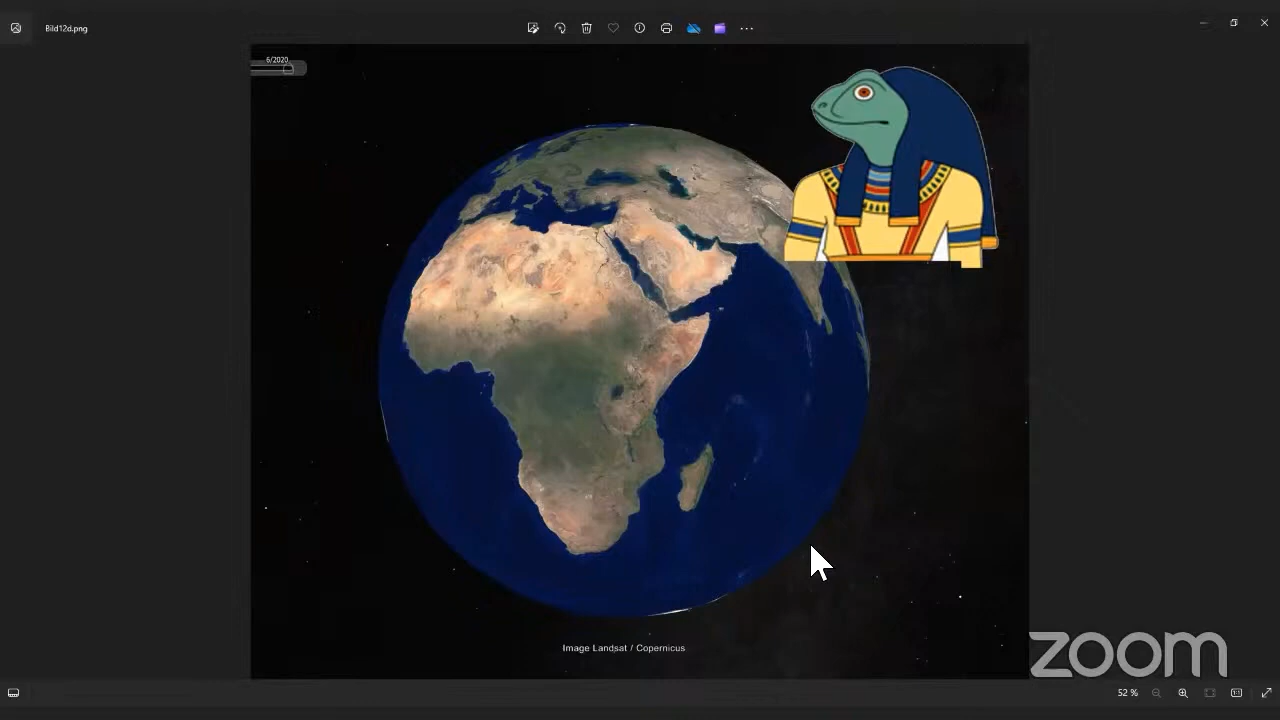 Bild12d.png
6/2020
Image Landsat / Copernicus
zoom
52 %